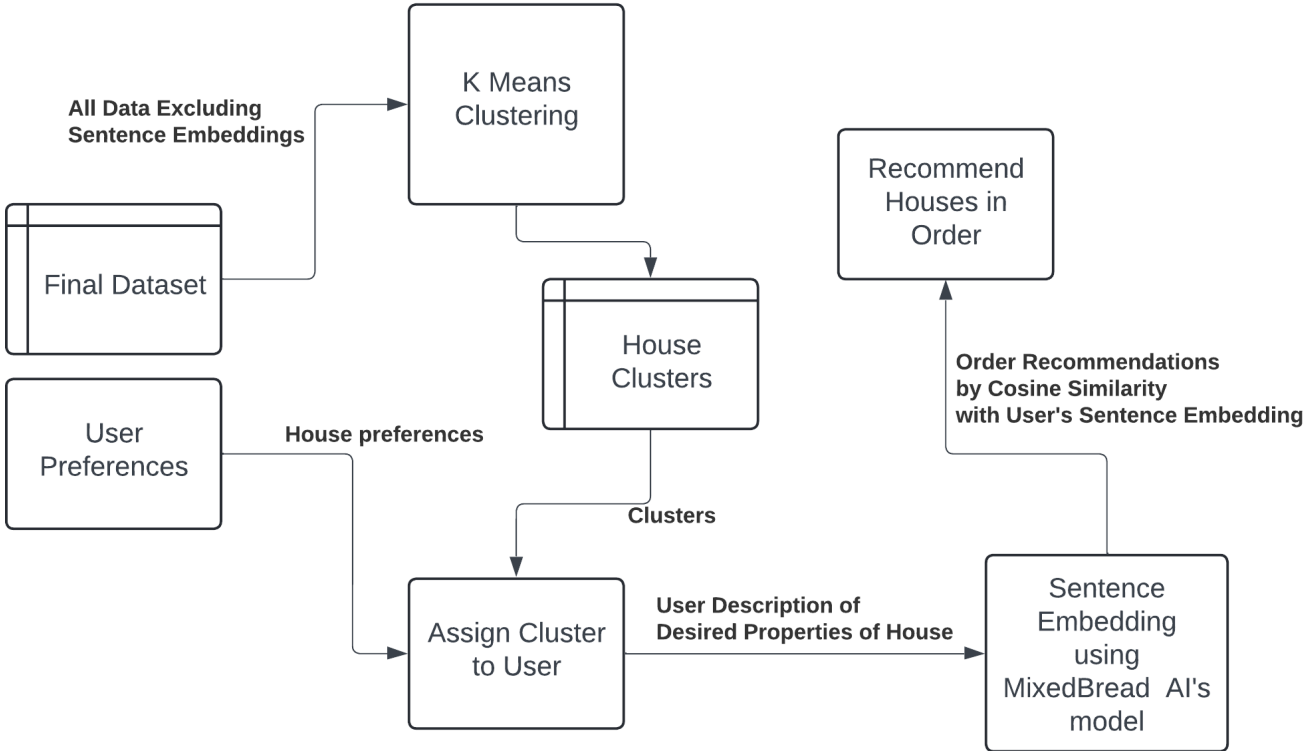 K Means
Clustering
All Data Excluding
Sentence Embeddings
Recommend
Houses in
Order
Final Dataset
House
Clusters
Order Recommendations
by Cosine Similarity
with User's Sentence Embedding
User
Preferences
House preferences
Clusters
Assign Cluster
to User
User Description of
Desired Properties of House
Sentence
Embedding
using
MixedBread AI's
model